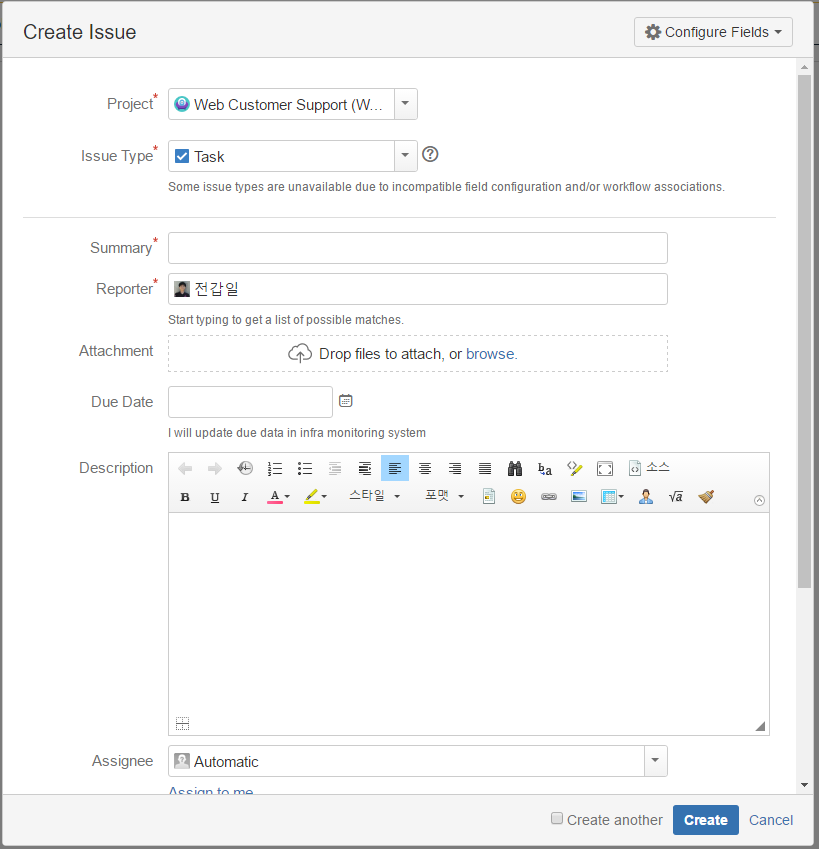 Create Issue
Configure Fields
Project*
Web Customer Support (W...
Issue Type*
Task
Some issue types are unavailable due to incompatible field configuration and/or workflow associations.
Summary*
Reporter*
전갑일
Start typing to get a list of possible matches.
Attachment
Drop files to attach, or browse.
Due Date
I will update due data in infra monitoring system
Description
소스
B U I A 스타일 포맷 √a
Assignee
Automatic
Assign to me
Create another
Create
Cancel